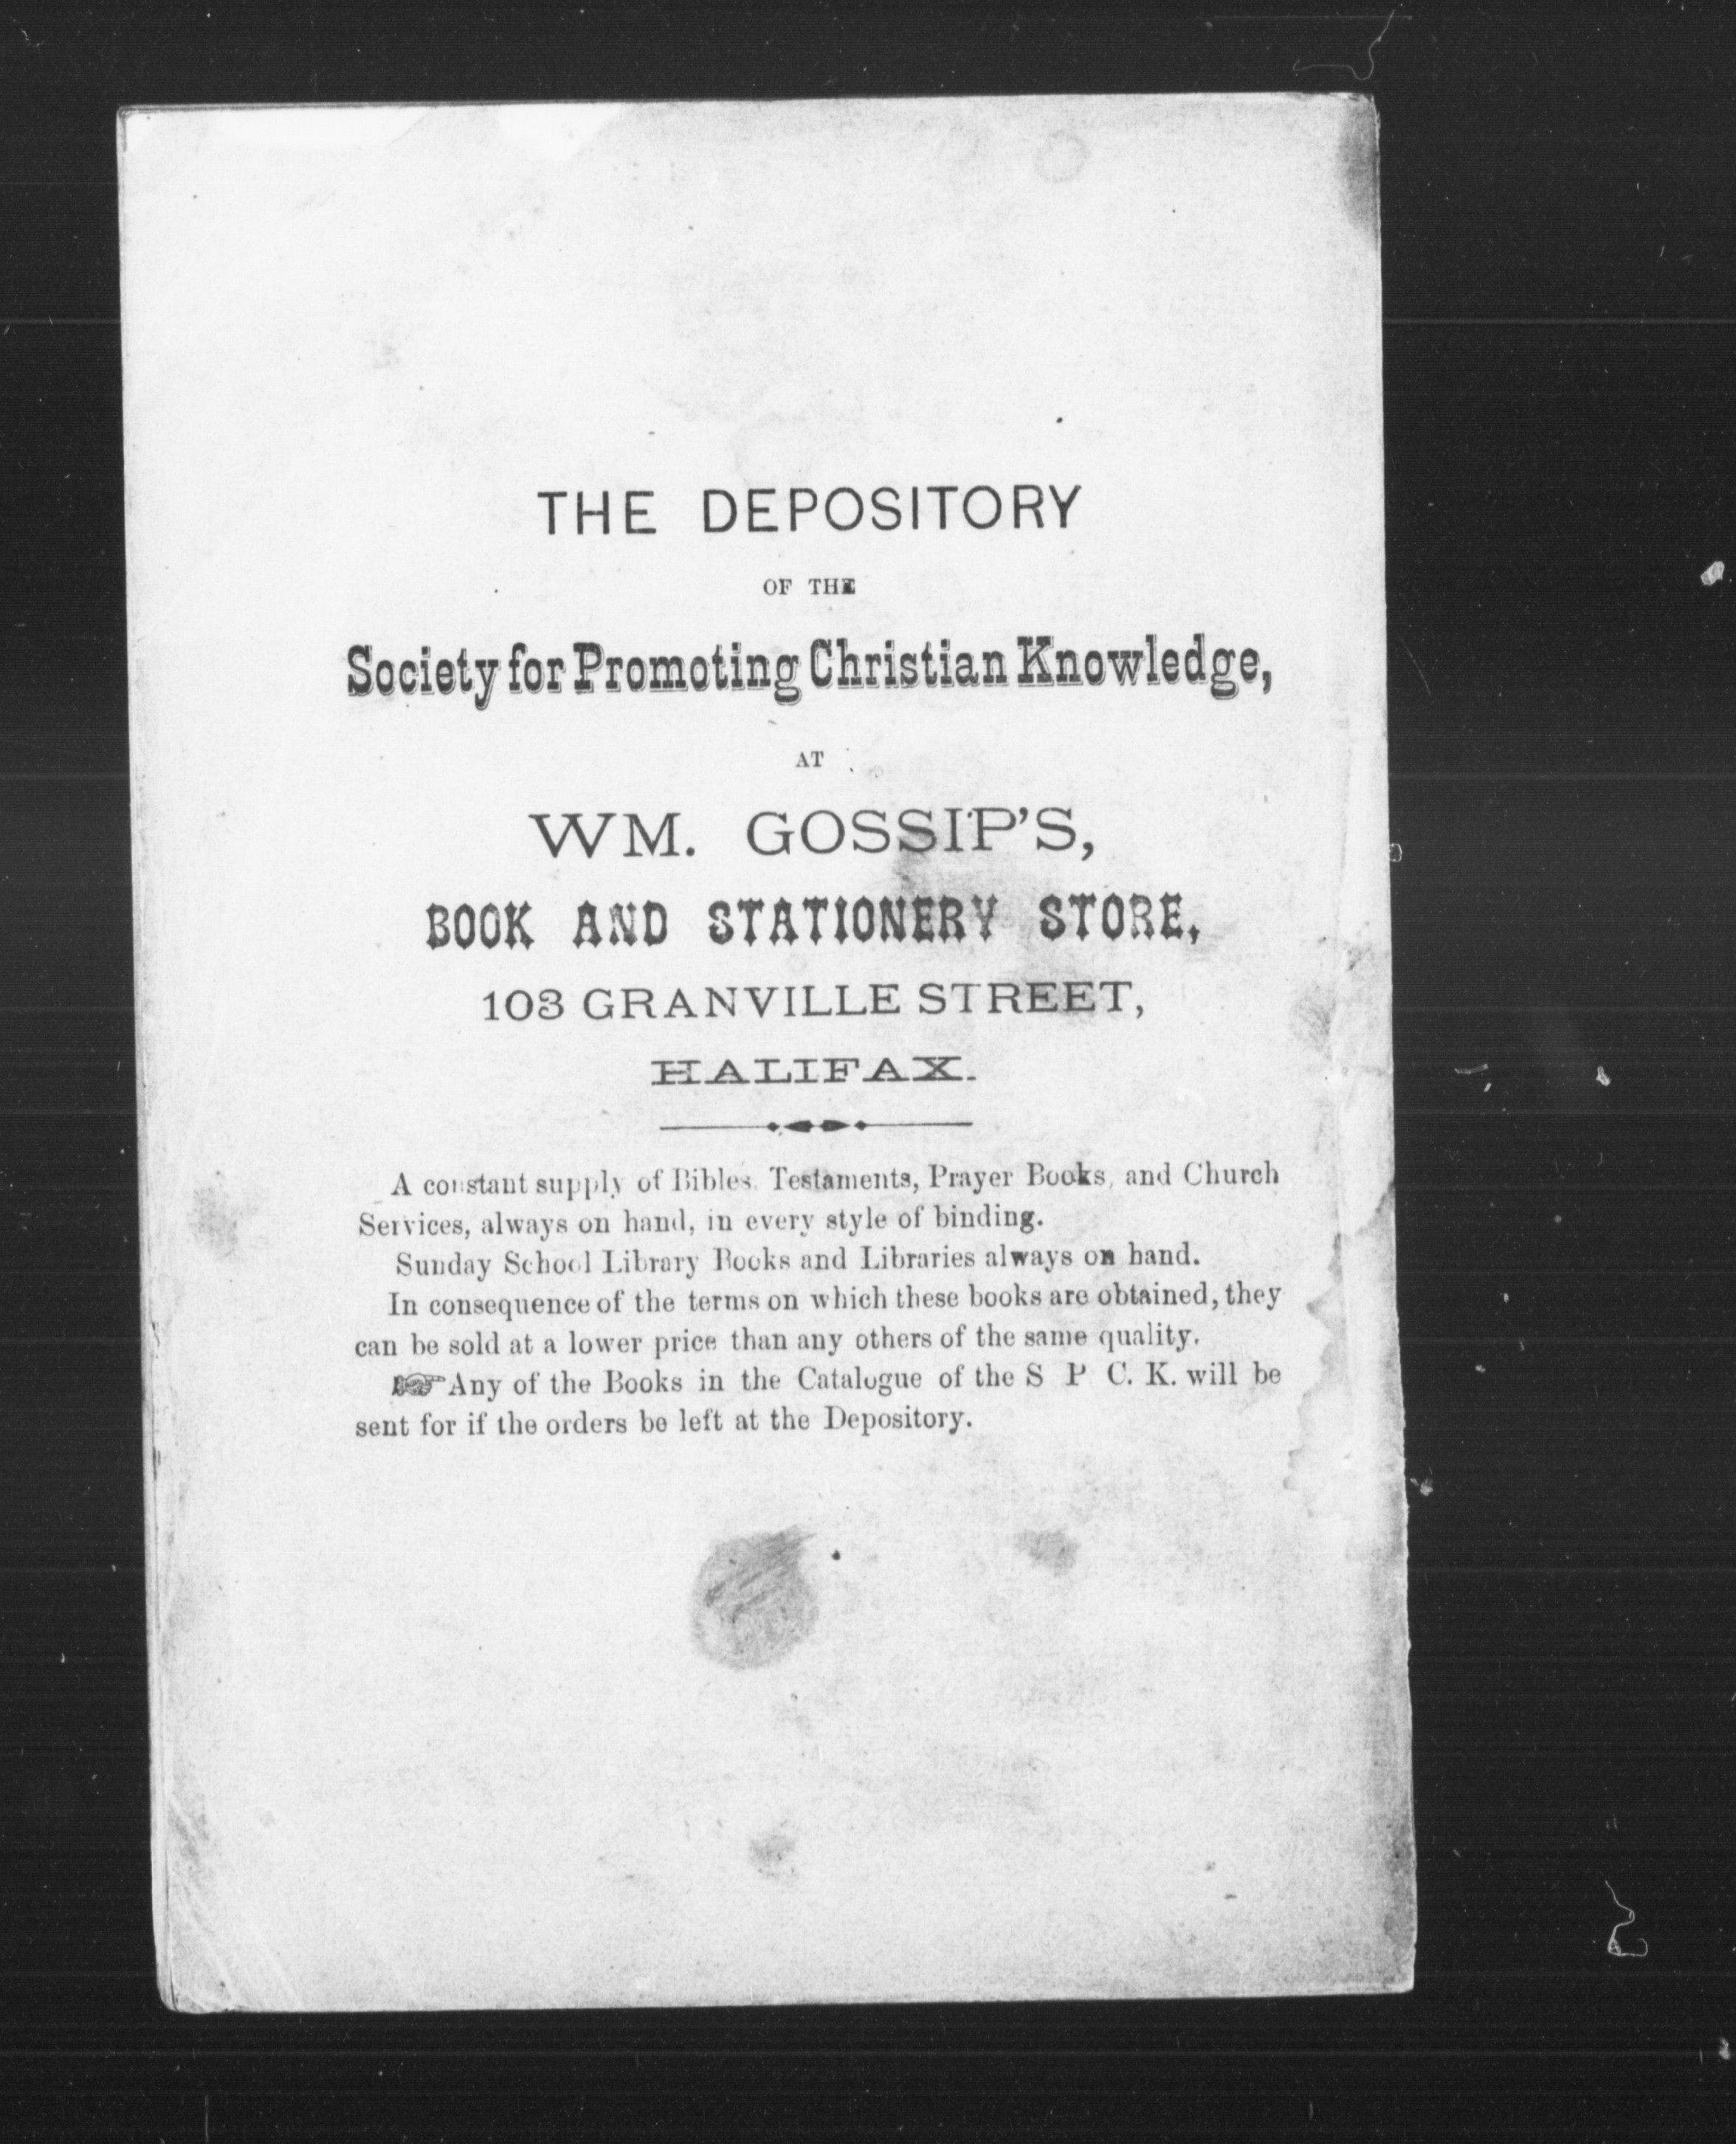 THE DEPOSITORY
OF THE
Society for Promoting Christian Knowledge,
AT
WM. GOSSIP'S,
BOOK AND STATIONERY STORE,
103 GRANVILLE STREET,
HALIFAX.
A constant supply of Bibles, Testaments, Prayer Books, and Church
Services, always on hand, in every style of binding.
Sunday School Library Books and Libraries always on hand.
In consequence of the terms on which these books are obtained, they
can be sold at a lower price than any others of the same quality.
☞ Any of the Books in the Catalogue of the S P C. K. will be
sent for if the orders be left at the Depository.